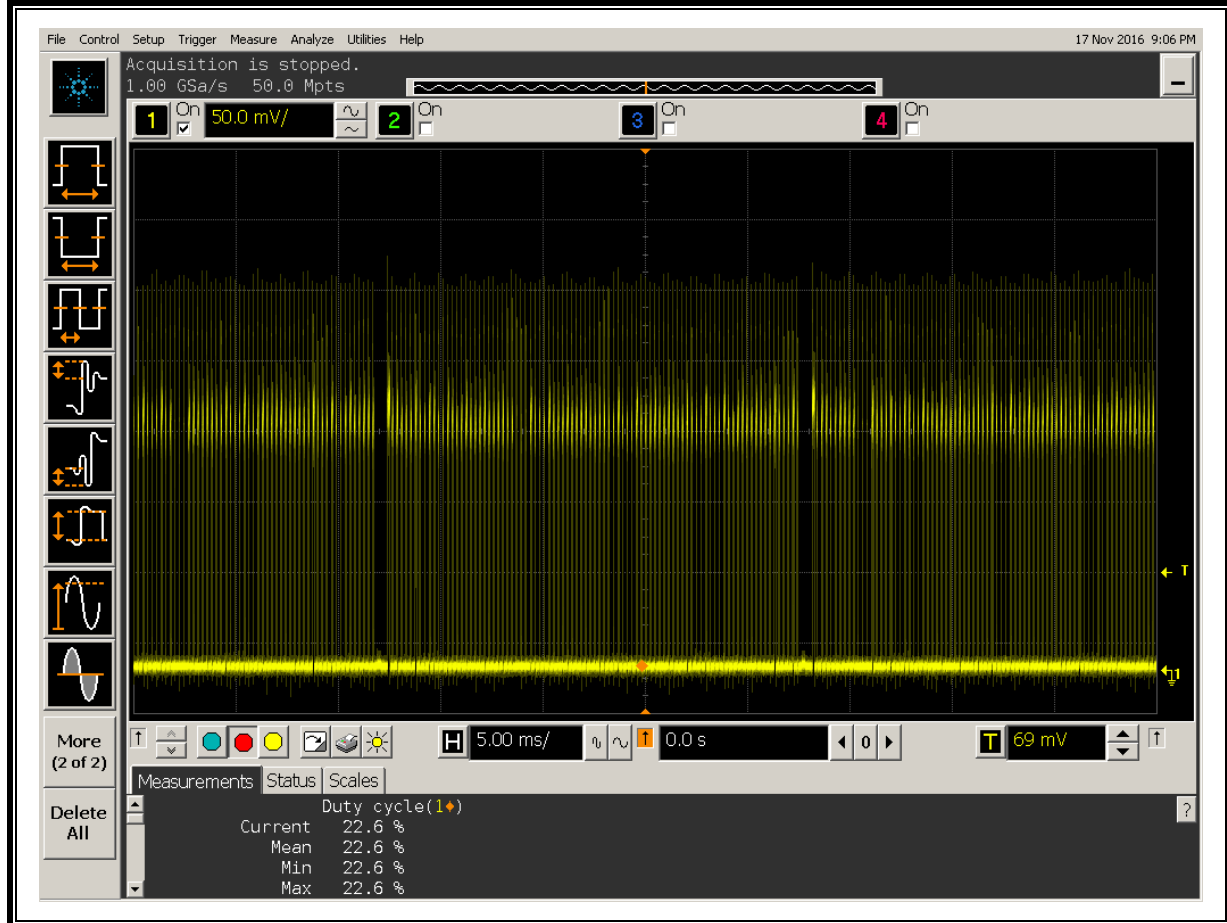 File Control Setup Trigger Measure Analyze Utilities Help 17 Nov 2016 9:06 PM
Acquisition is stopped.
1.00 GSa/s 50.0 Mpts
1 On 50.0 mV/ 2 On 3 On 4 On
T
1
More
(2 of 2)
Delete
All
H 5.00 ms/ 0.0 s 0 T 69 mV
Measurements Status Scales
Duty cycle(1♦)
Current 22.6 %
Mean 22.6 %
Min 22.6 %
Max 22.6 %
?